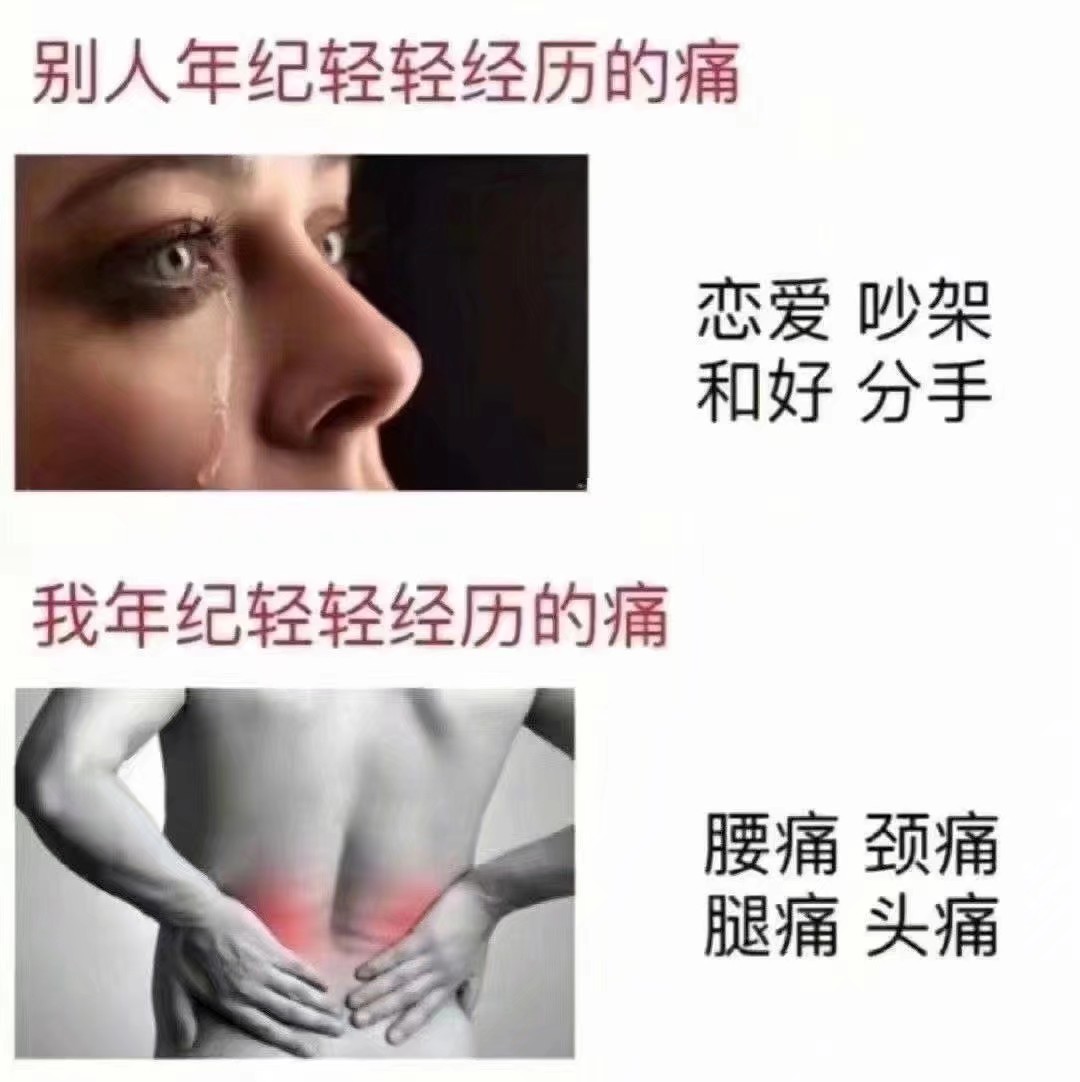 别人年纪轻轻经历的痛
恋爱 吵架
和好 分手
我年纪轻轻经历的痛
腰痛 颈痛
腿痛 头痛